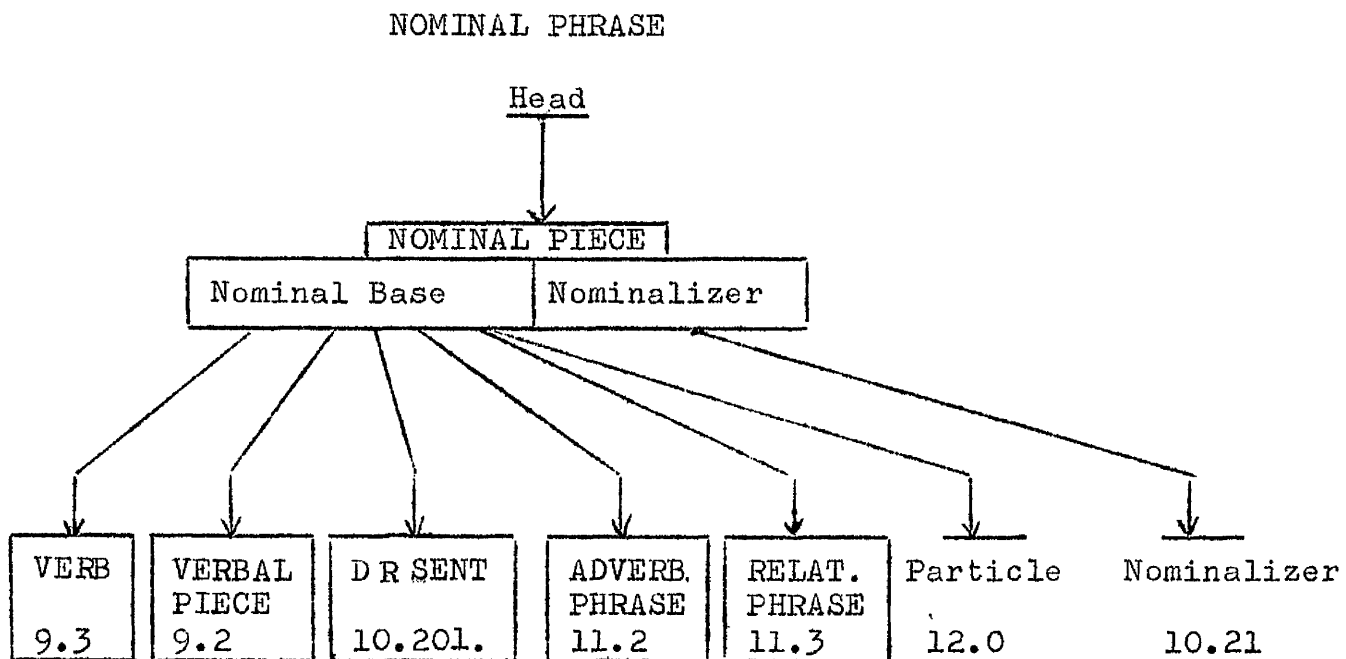 NOMINAL PHRASE
Head
NOMINAL PIECE
Nominal Base Nominalizer
VERB VERBAL D R SENT ADVERB. RELAT. Particle Nominalizer
PIECE PHRASE PHRASE
9.3 9.2 10.201. 11.2 11.3 12.0 10.21